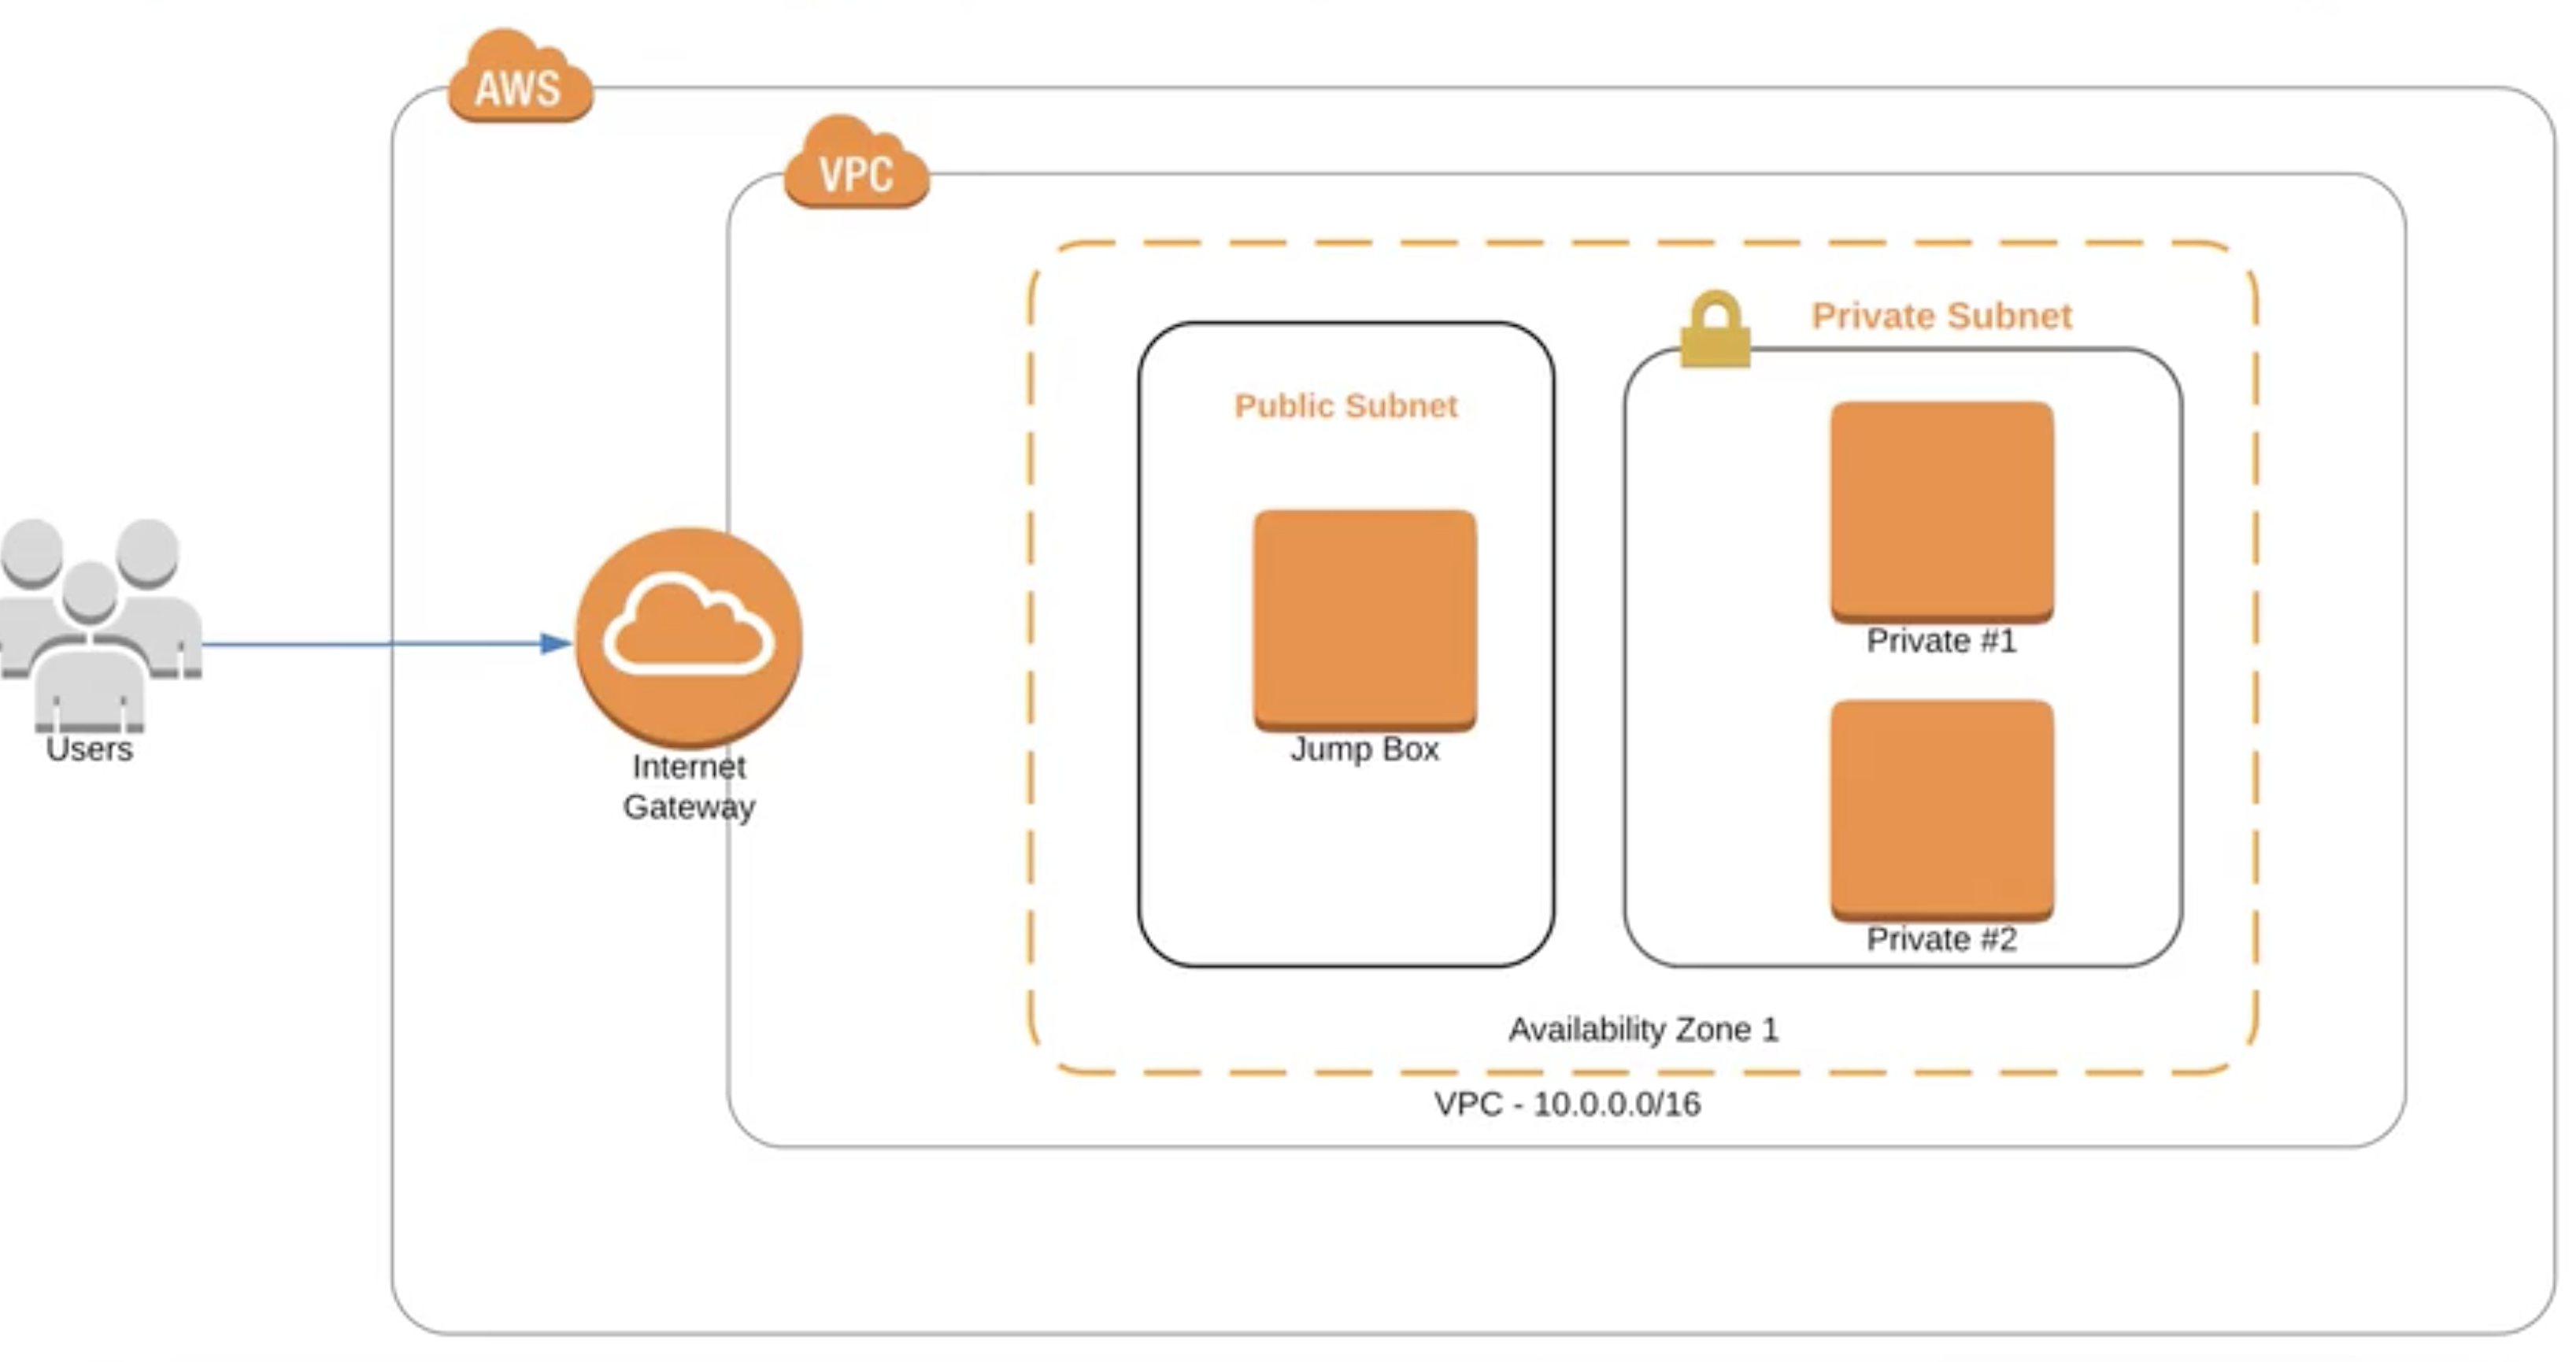 AWS
VPC
Private Subnet
Public Subnet
Private #1
Jump Box
Users
Internet
Gateway
Private #2
Availability Zone 1
VPC - 10.0.0.0/16